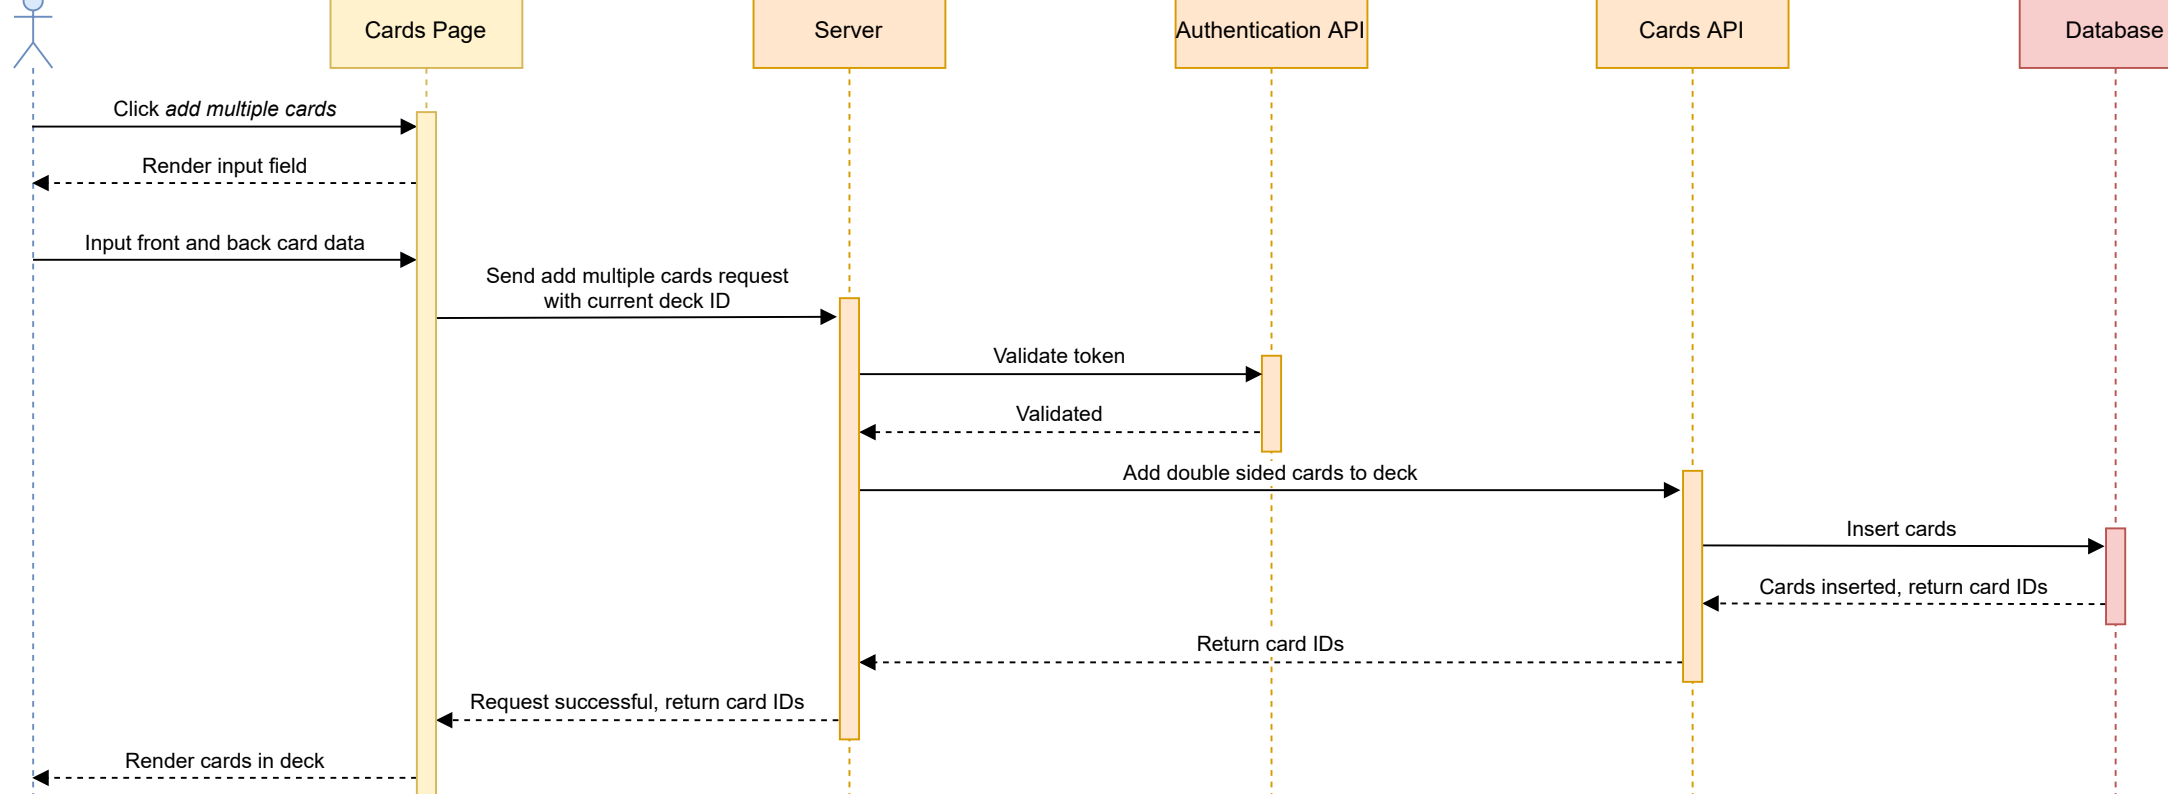 Cards Page
Server
Authentication API
Cards API
Database
Click add multiple cards
Render input field
Input front and back card data
Send add multiple cards request
with current deck ID
Validate token
Validated
Add double sided cards to deck
Insert cards
Cards inserted, return card IDs
Return card IDs
Request successful, return card IDs
Render cards in deck